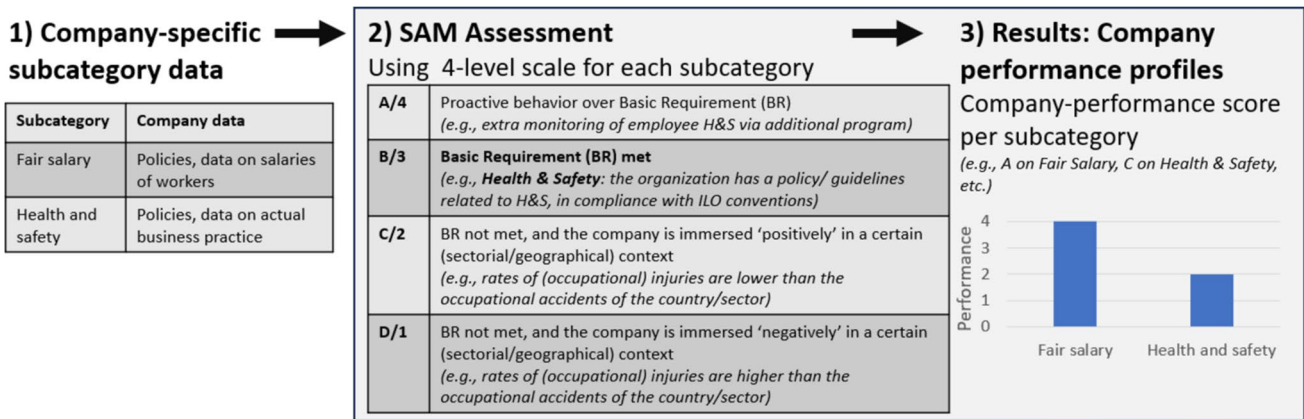 1) Company-specific
subcategory data
Subcategory
Company data
Fair salary
Policies, data on salaries
of workers
Health and
safety
Policies, data on actual
business practice
2) SAM Assessment
Using 4-level scale for each subcategory
A/4
Proactive behavior over Basic Requirement (BR)
(e.g., extra monitoring of employee H&S via additional program)
B/3
Basic Requirement (BR) met
(e.g., Health & Safety: the organization has a policy/ guidelines
related to H&S, in compliance with ILO conventions)
C/2
BR not met, and the company is immersed ‘positively’ in a certain
(sectorial/geographical) context
(e.g., rates of (occupational) injuries are lower than the
occupational accidents of the country/sector)
D/1
BR not met, and the company is immersed ‘negatively’ in a certain
(sectorial/geographical) context
(e.g., rates of (occupational) injuries are higher than the
occupational accidents of the country/sector)
3) Results: Company
performance profiles
Company-performance score
per subcategory
(e.g., A on Fair Salary, C on Health & Safety,
etc.)
Performance
4
3
2
1
0
Fair salary
Health and safety